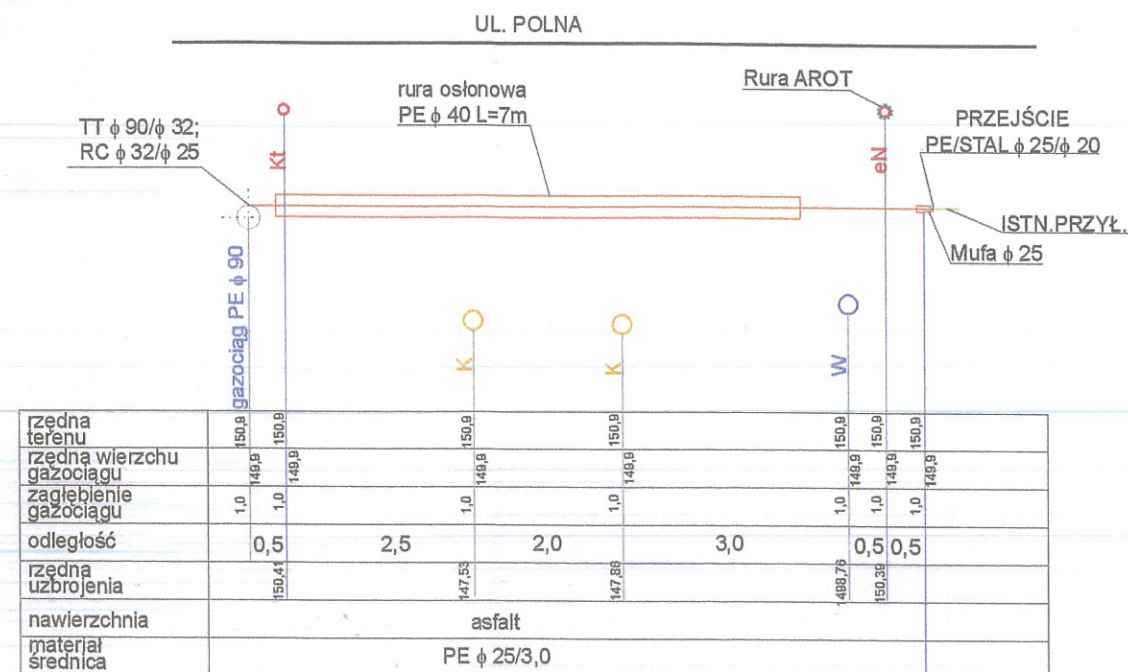 UL. POLNA
TT ϕ 90/ϕ 32;
RC ϕ 32/ϕ 25
rura osłonowa
PE ϕ 40 L=7m
Rura AROT
PRZEJŚCIE
PE/STAL ϕ 25/ϕ 20
Kt
eN
ISTN.PRZYŁ.
Mufa ϕ 25
gazociąg PE ϕ 90
K
K
W
rzędna
terenu
150,9 150,9 150,9 150,9 150,9 150,9 150,9
rzędna wierzchu
gazociągu
149,9 149,9 149,9 149,9 149,9 149,9 149,9
zagłębienie
gazociągu
1,0 1,0 1,0 1,0 1,0 1,0 1,0
odległość
0,5 2,5 2,0 3,0 0,5 0,5
rzędna
uzbrojenia
150,41 147,53 147,86 1498,76 150,39
nawierzchnia
asfalt
materjał
średnica
PE ϕ 25/3,0